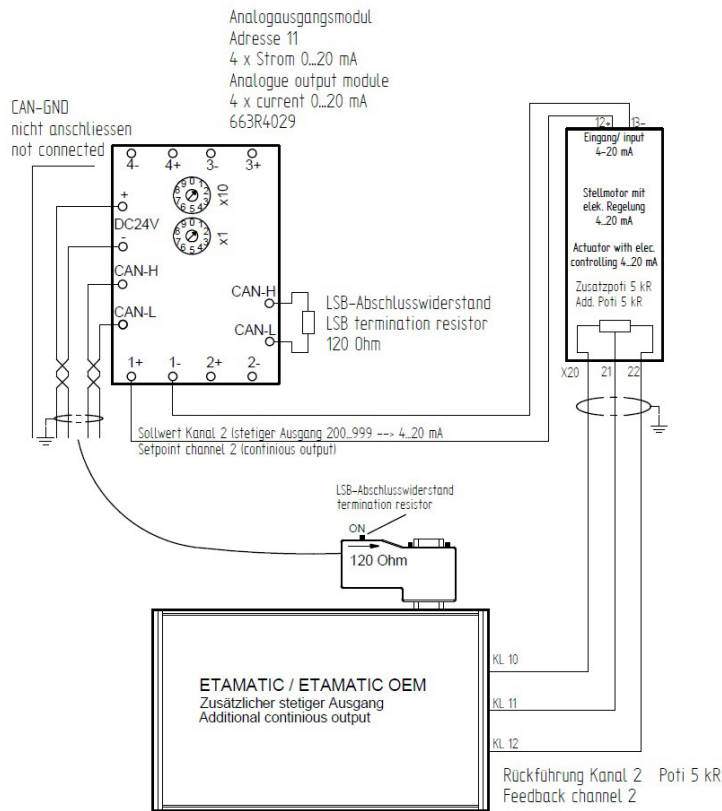 Analogausgangsmodul
Adresse 11
4 x Strom 0...20 mA
Analogue output module
4 x current 0...20 mA
663R4029
CAN-GND
nicht anschliessen
not connected
4- 4+ 3- 3+
+
DC24V
-
CAN-H
CAN-L
x10
x1
CAN-H
CAN-L
1+ 1- 2+ 2-
LSB-Abschlusswiderstand
LSB termination resistor
120 Ohm
12+ 13-
Eingang/ input
4-20 mA
Stellmotor mit
elek. Regelung
4..20 mA
Actuator with elec.
controlling 4..20 mA
Zusatzpoti 5 kR
Add. Poti 5 kR
X20 21 22
Sollwert Kanal 2 (stetiger Ausgang 200...999 --> 4...20 mA
Setpoint channel 2 (continious output)
LSB-Abschlusswiderstand
termination resistor
ON
120 Ohm
KL 10
ETAMATIC / ETAMATIC OEM
Zusätzlicher stetiger Ausgang
Additional continious output
KL 11
KL 12
Rückführung Kanal 2 Poti 5 kR
Feedback channel 2